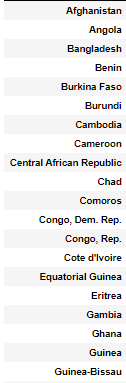 Afghanistan
Angola
Bangladesh
Benin
Burkina Faso
Burundi
Cambodia
Cameroon
Central African Republic
Chad
Comoros
Congo, Dem. Rep.
Congo, Rep.
Cote d'Ivoire
Equatorial Guinea
Eritrea
Gambia
Ghana
Guinea
Guinea-Bissau